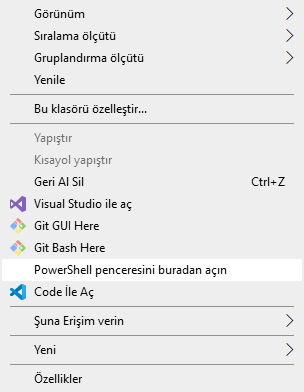 Görünüm
Sıralama ölçütü
Gruplandırma ölçütü
Yenile
Bu klasörü özelleştir...
Yapıştır
Kısayol yapıştır
Geri Al Sil Ctrl+Z
Visual Studio ile aç
Git GUI Here
Git Bash Here
PowerShell penceresini buradan açın
Code İle Aç
Şuna Erişim verin
Yeni
Özellikler